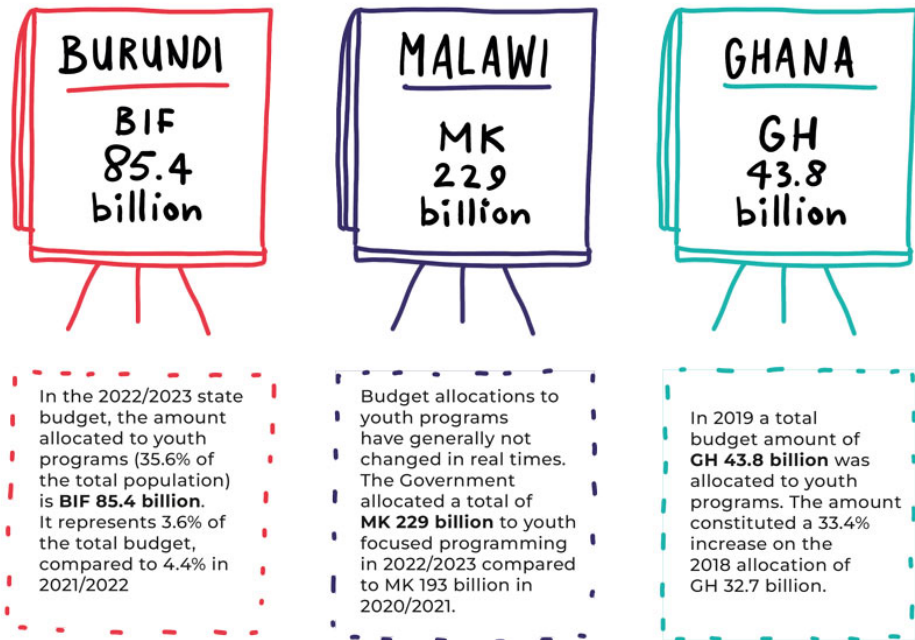 BURUNDI
BIF
85.4
billion
In the 2022/2023 state
budget, the amount
allocated to youth
programs (35.6% of
the total population)
is BIF 85.4 billion.
It represents 3.6% of
the total budget,
compared to 4.4% in
2021/2022
MALAWI
MK
229
billion
Budget allocations to
youth programs
have generally not
changed in real times.
The Government
allocated a total of
MK 229 billion to youth
focused programming
in 2022/2023 compared
to MK 193 billion in
2020/2021.
GHANA
GH
43.8
billion
In 2019 a total
budget amount of
GH 43.8 billion was
allocated to youth
programs. The amount
constituted a 33.4%
increase on the
2018 allocation of
GH 32.7 billion.